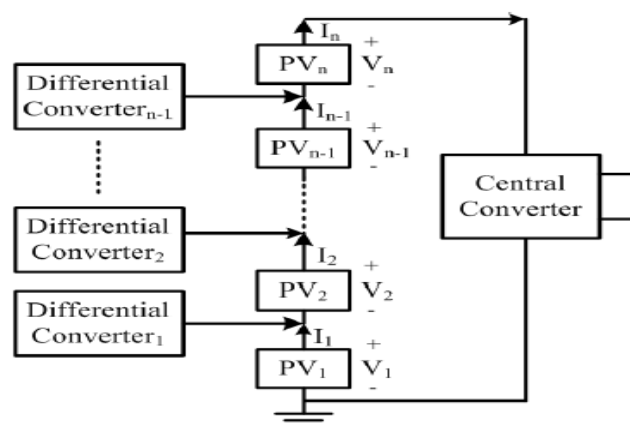 Iₙ
+
PVₙ
Vₙ
-
Differential
Converterₙ₋₁
Iₙ₋₁
+
PVₙ₋₁
Vₙ₋₁
-
Central
Converter
Differential
Converter₂
I₂
+
PV₂
V₂
-
Differential
Converter₁
I₁
+
PV₁
V₁
-